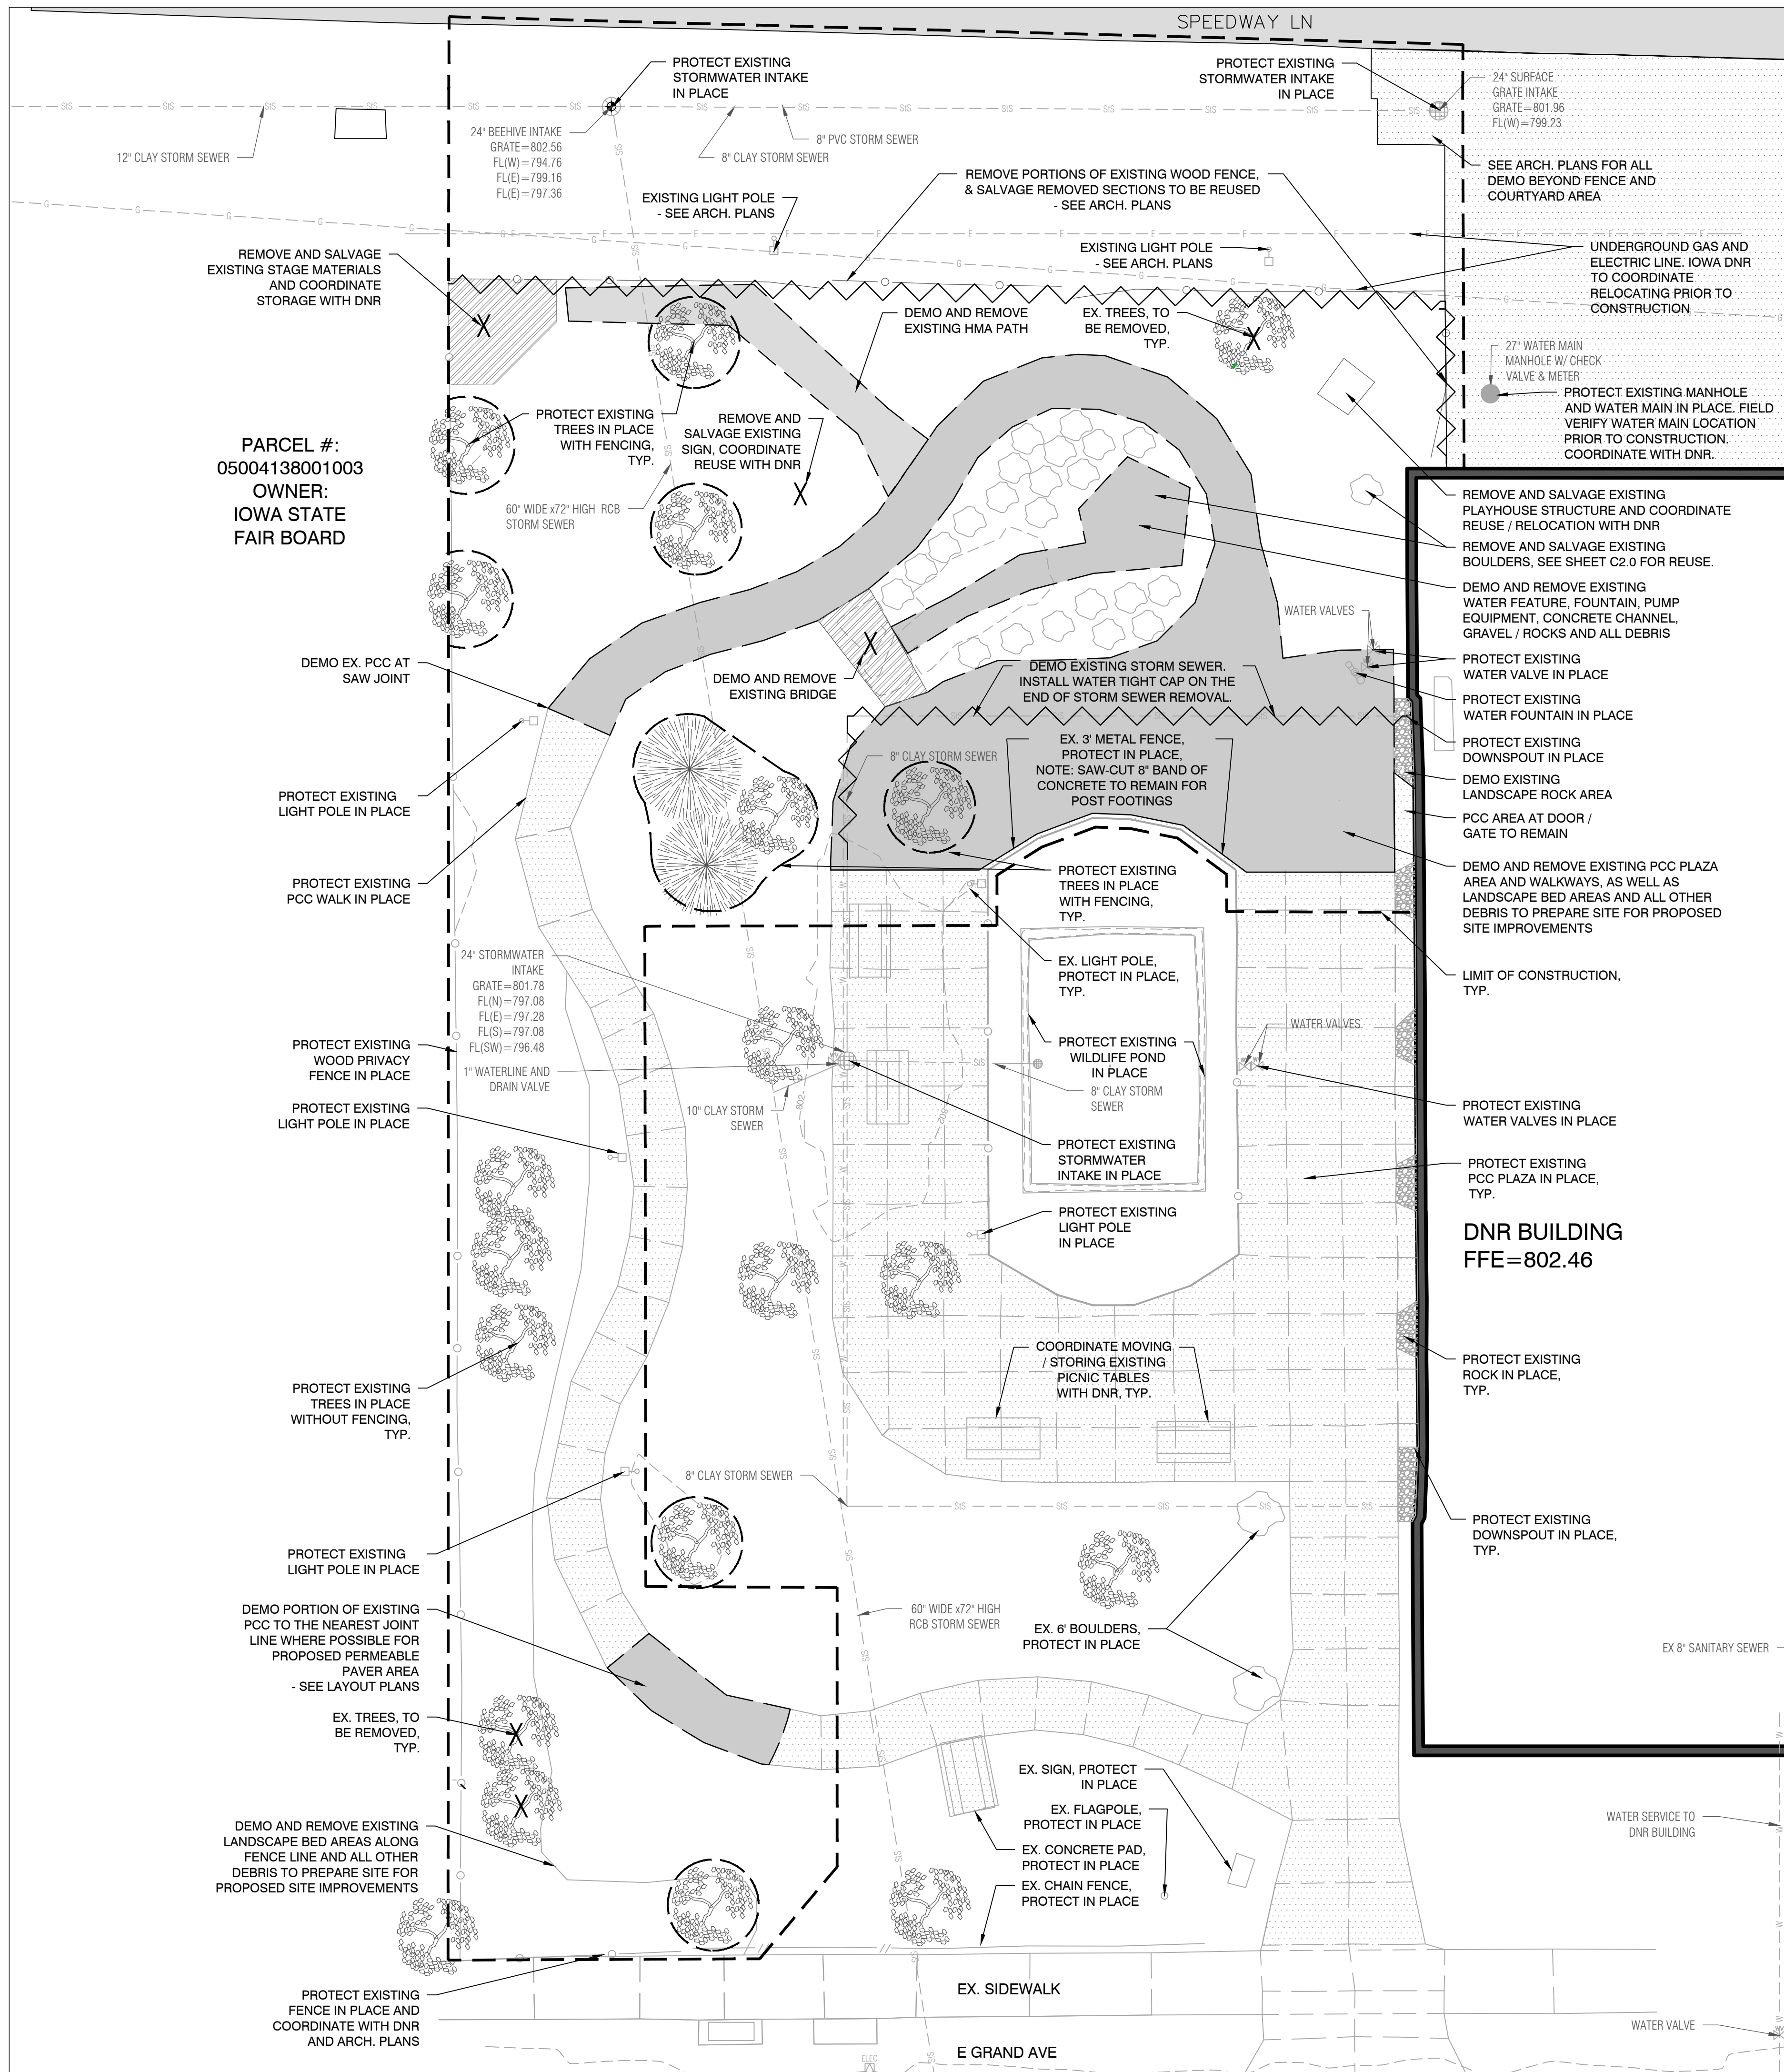 SPEEDWAY LN
PROTECT EXISTING
STORMWATER INTAKE
IN PLACE
PROTECT EXISTING
STORMWATER INTAKE
IN PLACE
24" SURFACE
GRATE INTAKE
GRATE=801.96
FL(W)=799.23
12" CLAY STORM SEWER
24" BEEHIVE INTAKE
GRATE=802.56
FL(W)=794.76
FL(E)=799.16
FL(E)=797.36
8" PVC STORM SEWER
8" CLAY STORM SEWER
SEE ARCH. PLANS FOR ALL
DEMO BEYOND FENCE AND
COURTYARD AREA
REMOVE PORTIONS OF EXISTING WOOD FENCE,
& SALVAGE REMOVED SECTIONS TO BE REUSED
- SEE ARCH. PLANS
EXISTING LIGHT POLE
- SEE ARCH. PLANS
EXISTING LIGHT POLE
- SEE ARCH. PLANS
UNDERGROUND GAS AND
ELECTRIC LINE. IOWA DNR
TO COORDINATE
RELOCATING PRIOR TO
CONSTRUCTION
REMOVE AND SALVAGE
EXISTING STAGE MATERIALS
AND COORDINATE
STORAGE WITH DNR
DEMO AND REMOVE
EXISTING HMA PATH
EX. TREES, TO
BE REMOVED,
TYP.
27" WATER MAIN
MANHOLE W/ CHECK
VALVE & METER
PROTECT EXISTING MANHOLE
AND WATER MAIN IN PLACE. FIELD
VERIFY WATER MAIN LOCATION
PRIOR TO CONSTRUCTION.
COORDINATE WITH DNR.
PROTECT EXISTING
TREES IN PLACE
WITH FENCING,
TYP.
REMOVE AND
SALVAGE EXISTING
SIGN, COORDINATE
REUSE WITH DNR
PARCEL #:
05004138001003
OWNER:
IOWA STATE
FAIR BOARD
60" WIDE x72" HIGH RCB
STORM SEWER
REMOVE AND SALVAGE EXISTING
PLAYHOUSE STRUCTURE AND COORDINATE
REUSE / RELOCATION WITH DNR
REMOVE AND SALVAGE EXISTING
BOULDERS, SEE SHEET C2.0 FOR REUSE.
DEMO AND REMOVE EXISTING
WATER FEATURE, FOUNTAIN, PUMP
EQUIPMENT, CONCRETE CHANNEL,
GRAVEL / ROCKS AND ALL DEBRIS
WATER VALVES
PROTECT EXISTING
WATER VALVE IN PLACE
PROTECT EXISTING
WATER FOUNTAIN IN PLACE
PROTECT EXISTING
DOWNSPOUT IN PLACE
DEMO EXISTING
LANDSCAPE ROCK AREA
PCC AREA AT DOOR /
GATE TO REMAIN
DEMO AND REMOVE EXISTING PCC PLAZA
AREA AND WALKWAYS, AS WELL AS
LANDSCAPE BED AREAS AND ALL OTHER
DEBRIS TO PREPARE SITE FOR PROPOSED
SITE IMPROVEMENTS
LIMIT OF CONSTRUCTION,
TYP.
DEMO EX. PCC AT
SAW JOINT
DEMO AND REMOVE
EXISTING BRIDGE
DEMO EXISTING STORM SEWER.
INSTALL WATER TIGHT CAP ON THE
END OF STORM SEWER REMOVAL.
8" CLAY STORM SEWER
EX. 3' METAL FENCE,
PROTECT IN PLACE,
NOTE: SAW-CUT 8" BAND OF
CONCRETE TO REMAIN FOR
POST FOOTINGS
PROTECT EXISTING
LIGHT POLE IN PLACE
PROTECT EXISTING
PCC WALK IN PLACE
PROTECT EXISTING
TREES IN PLACE
WITH FENCING,
TYP.
24" STORMWATER
INTAKE
GRATE=801.78
FL(N)=797.08
FL(E)=797.28
FL(S)=797.08
FL(SW)=796.48
EX. LIGHT POLE,
PROTECT IN PLACE,
TYP.
PROTECT EXISTING
WOOD PRIVACY
FENCE IN PLACE
1" WATERLINE AND
DRAIN VALVE
PROTECT EXISTING
WILDLIFE POND
IN PLACE
WATER VALVES
8" CLAY STORM
SEWER
10" CLAY STORM
SEWER
802
802
PROTECT EXISTING
LIGHT POLE IN PLACE
PROTECT EXISTING
WATER VALVES IN PLACE
PROTECT EXISTING
STORMWATER
INTAKE IN PLACE
PROTECT EXISTING
PCC PLAZA IN PLACE,
TYP.
PROTECT EXISTING
LIGHT POLE
IN PLACE
DNR BUILDING
FFE=802.46
COORDINATE MOVING
/ STORING EXISTING
PICNIC TABLES
WITH DNR, TYP.
PROTECT EXISTING
ROCK IN PLACE,
TYP.
PROTECT EXISTING
TREES IN PLACE
WITHOUT FENCING,
TYP.
8" CLAY STORM SEWER
PROTECT EXISTING
DOWNSPOUT IN PLACE,
TYP.
PROTECT EXISTING
LIGHT POLE IN PLACE
DEMO PORTION OF EXISTING
PCC TO THE NEAREST JOINT
LINE WHERE POSSIBLE FOR
PROPOSED PERMEABLE
PAVER AREA
- SEE LAYOUT PLANS
60" WIDE x72" HIGH
RCB STORM SEWER
EX. 6' BOULDERS,
PROTECT IN PLACE
EX 8" SANITARY SEWER
EX. TREES, TO
BE REMOVED,
TYP.
EX. SIGN, PROTECT
IN PLACE
EX. FLAGPOLE,
PROTECT IN PLACE
EX. CONCRETE PAD,
PROTECT IN PLACE
EX. CHAIN FENCE,
PROTECT IN PLACE
WATER SERVICE TO
DNR BUILDING
DEMO AND REMOVE EXISTING
LANDSCAPE BED AREAS ALONG
FENCE LINE AND ALL OTHER
DEBRIS TO PREPARE SITE FOR
PROPOSED SITE IMPROVEMENTS
PROTECT EXISTING
FENCE IN PLACE AND
COORDINATE WITH DNR
AND ARCH. PLANS
EX. SIDEWALK
WATER VALVE
E GRAND AVE
ELEC